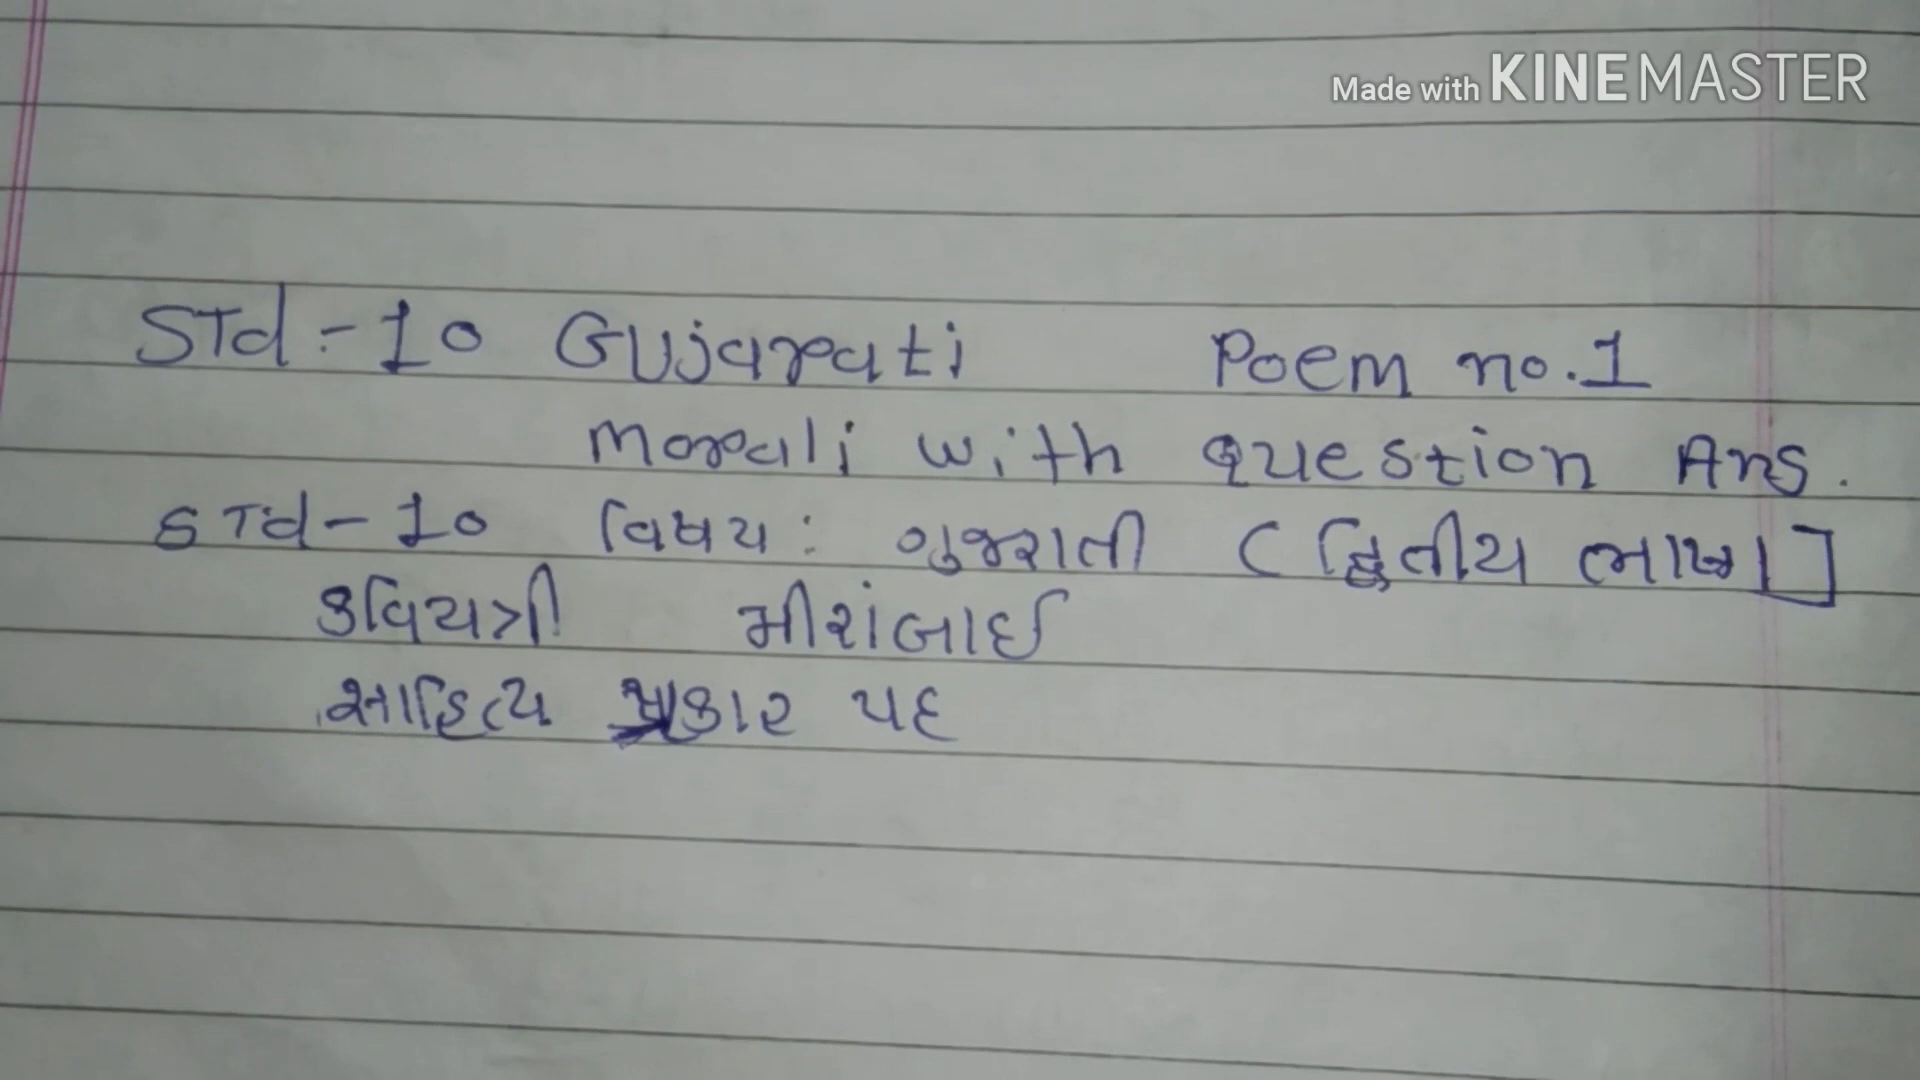 Made with KINEMASTER
STd - 10 Gujarati Poem no. 1
Morali with question Ans.
STd - 10 વિષય : ગુજરાતી ( દ્વિતીય ભાષા ]
કવિયત્રી મીરાંબાઈ
સાહિત્ય પ્રકાર પદ